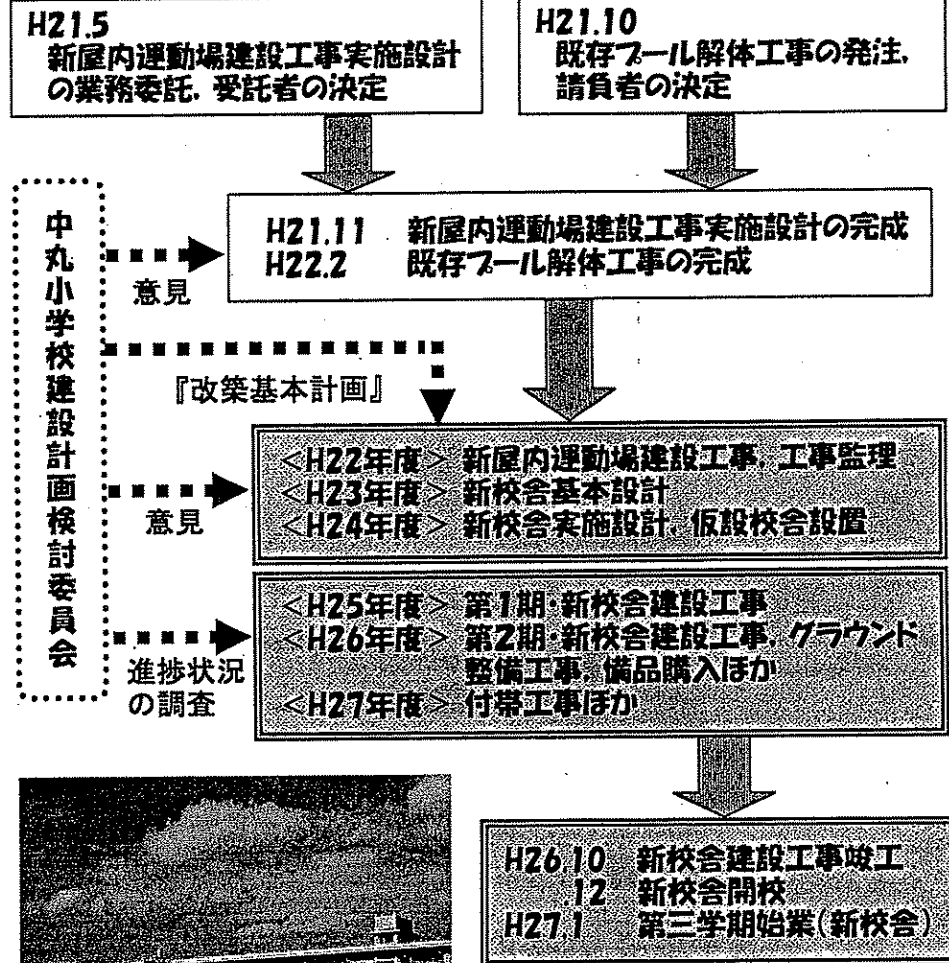 H21.5
新屋内運動場建設工事実施設計
の業務委託，受託者の決定
H21.10
既存プール解体工事の発注，
請負者の決定
中丸小学校建設計画検討委員会
H21.11 新屋内運動場建設工事実施設計の完成
H22.2 既存プール解体工事の完成
意見
『改築基本計画』
<H22年度> 新屋内運動場建設工事，工事監理
<H23年度> 新校舎基本設計
<H24年度> 新校舎実施設計，仮設校舎設置
意見
<H25年度> 第1期・新校舎建設工事
<H26年度> 第2期・新校舎建設工事，グラウンド
整備工事，備品購入ほか
<H27年度> 付帯工事ほか
進捗状況
の調査
H26.10 新校舎建設工事竣工
.12 新校舎開校
H27.1 第三学期始業(新校舎)